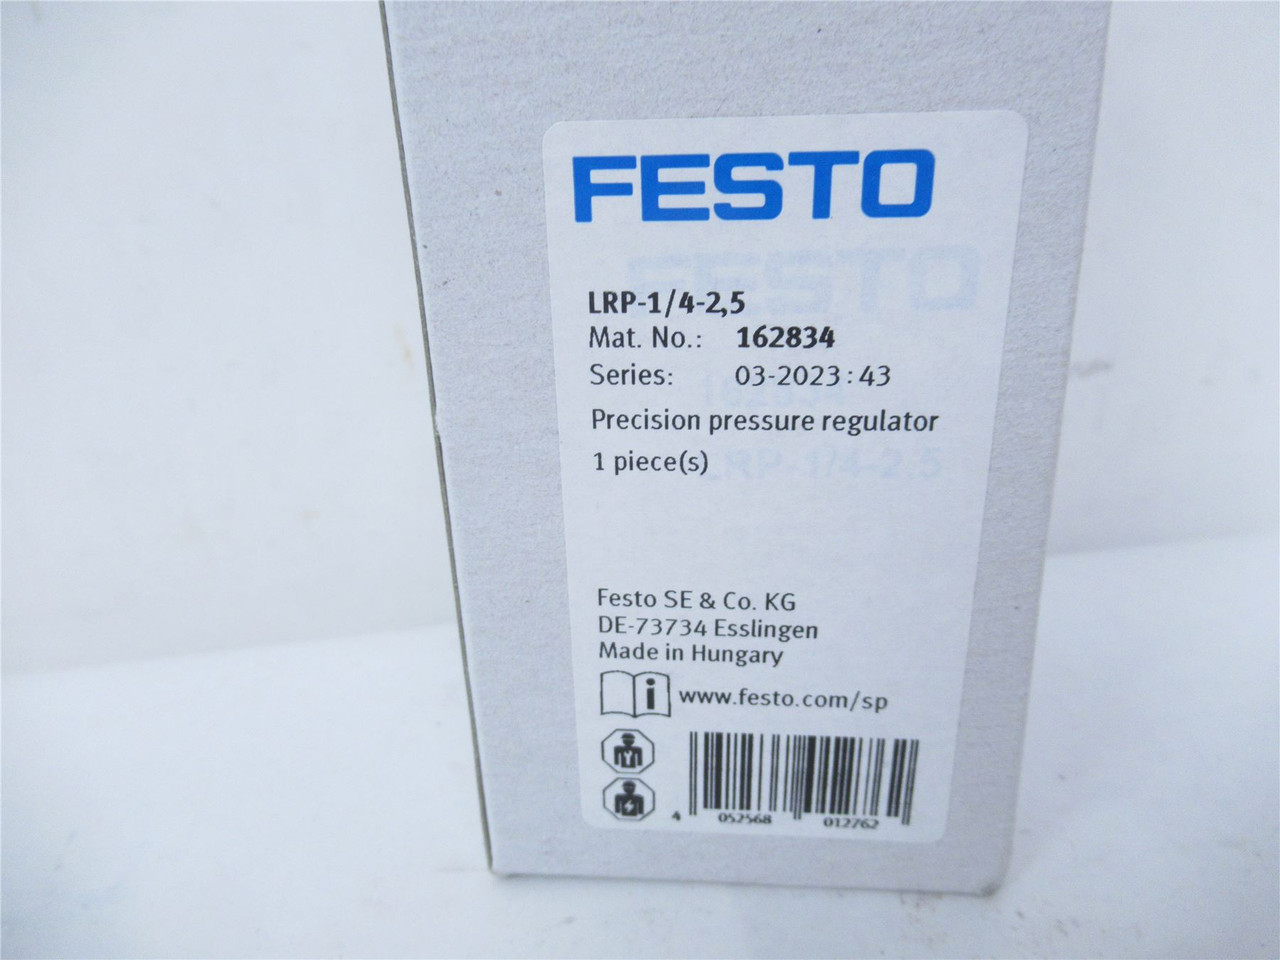 FESTO
LRP-1/4-2,5
Mat. No.: 162834
Series: 03-2023:43
Precision pressure regulator
1 piece(s)
Festo SE & Co. KG
DE-73734 Esslingen
Made in Hungary
www.festo.com/sp
4 052568 012762